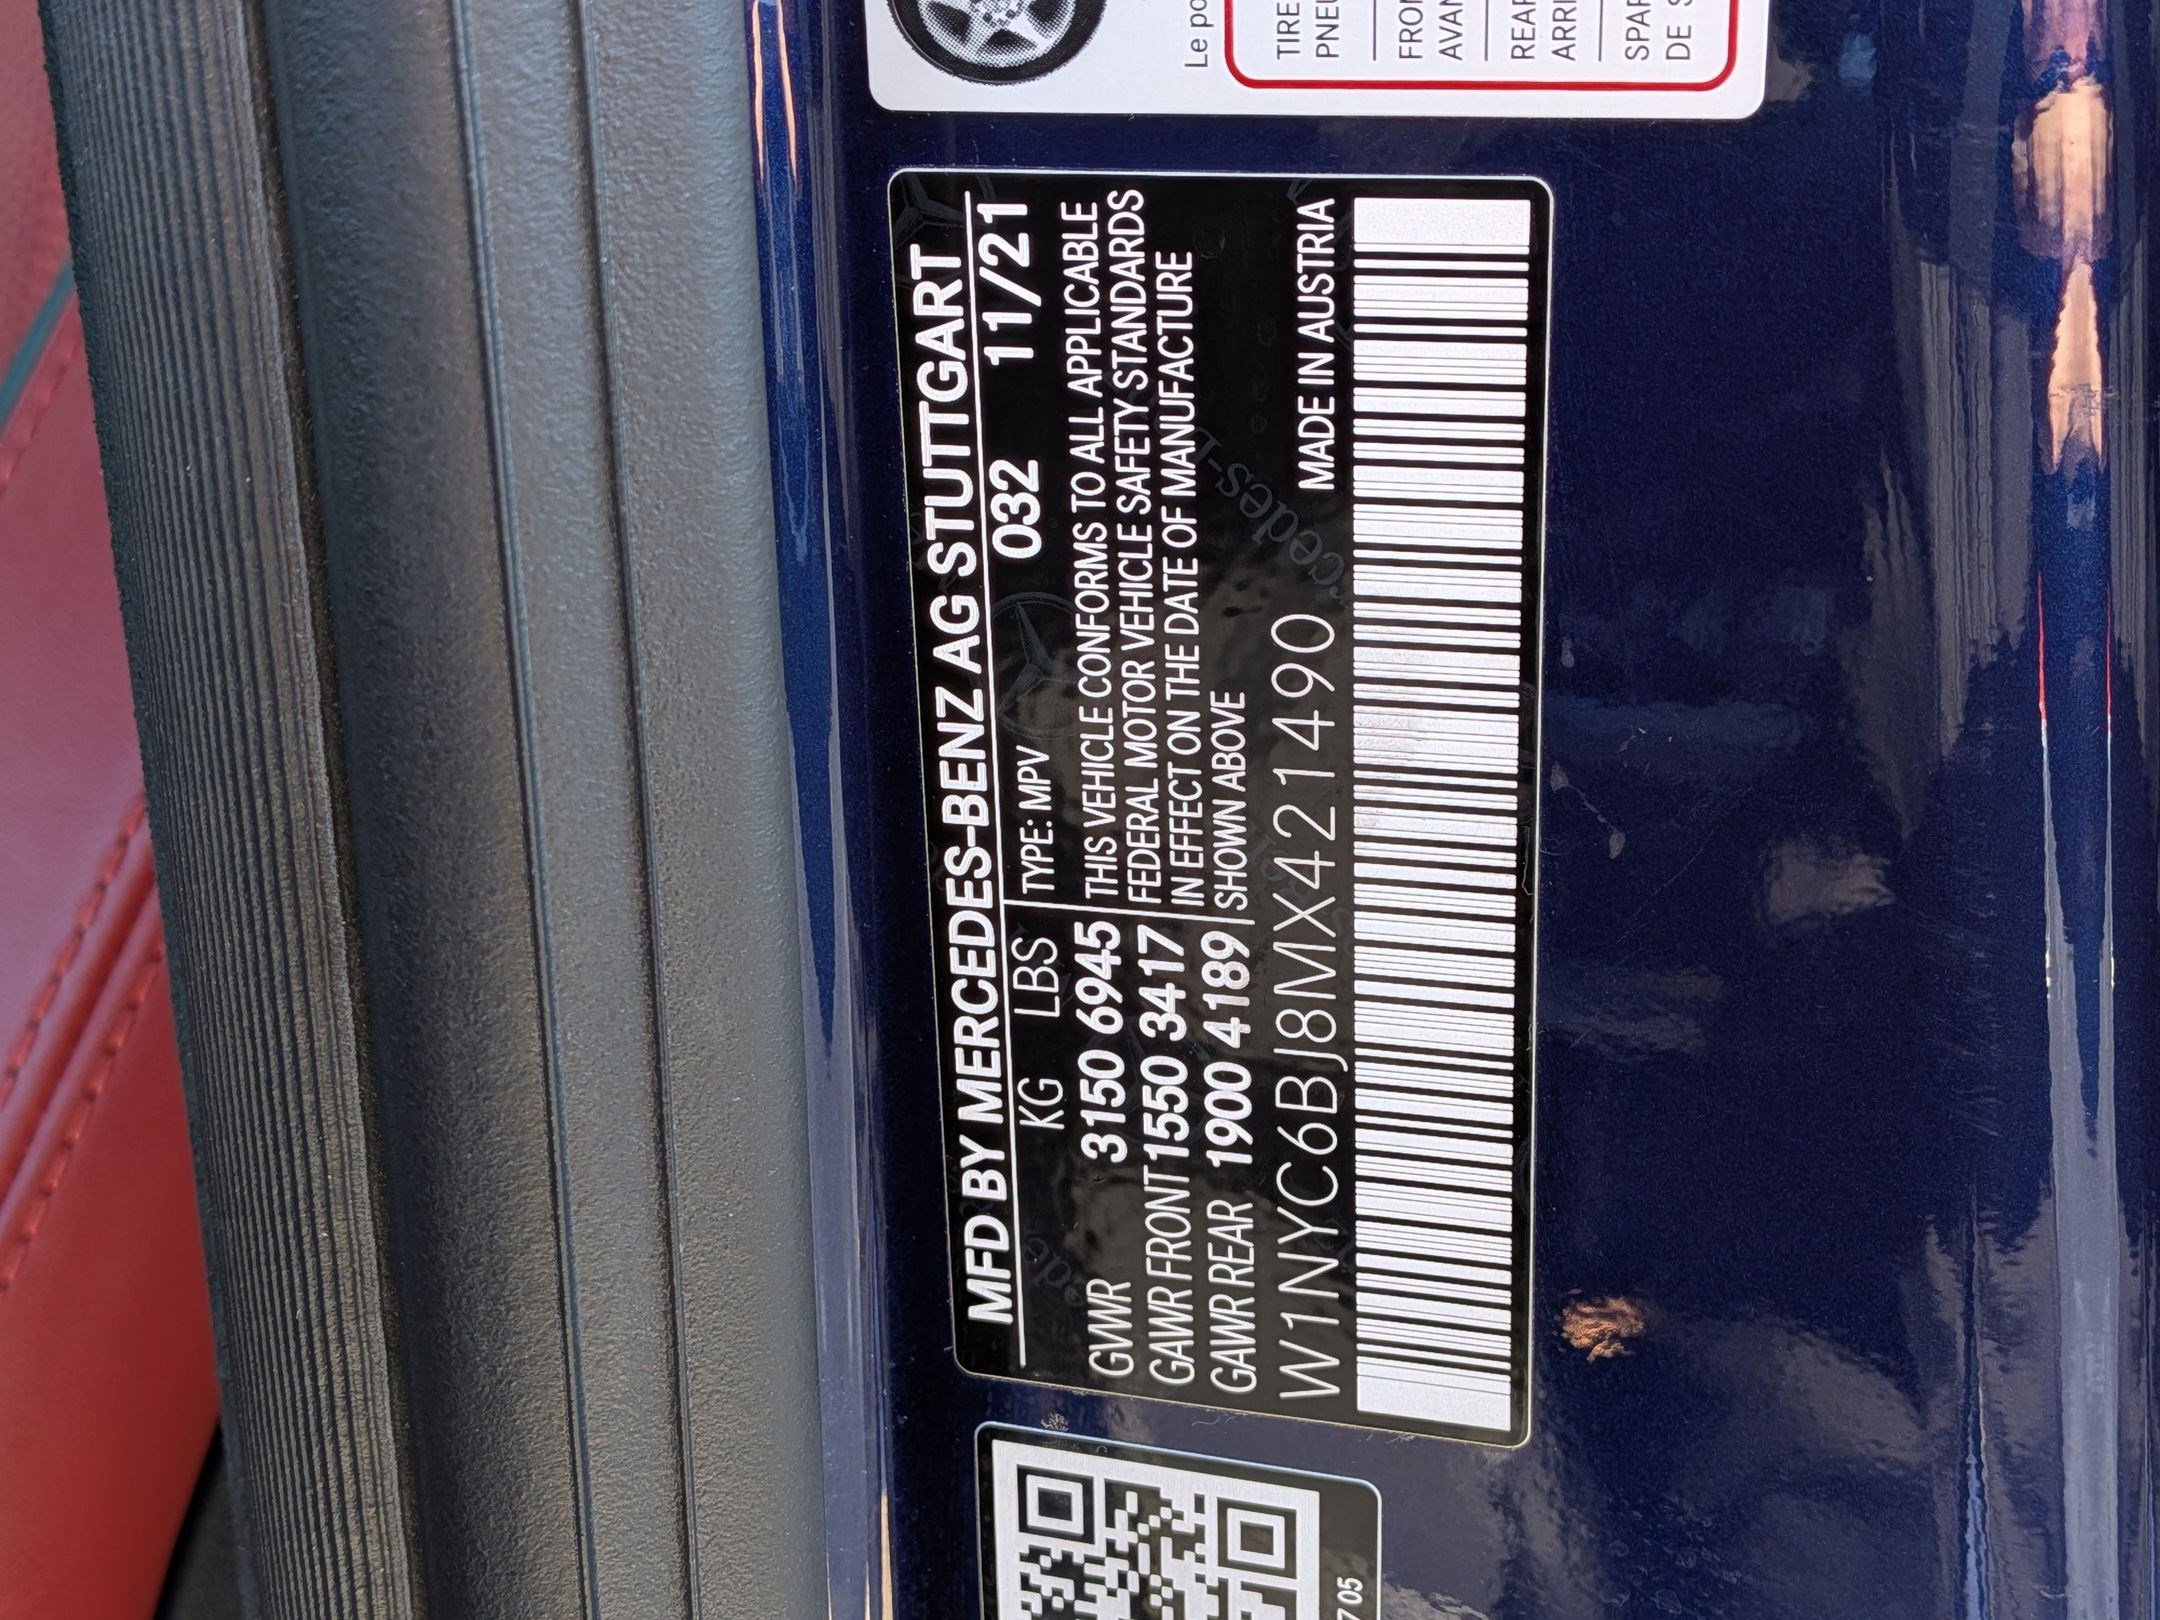 Le po
TIRE
PNEU
FRON
AVAN
REAR
ARRI
SPAR
DE S
MFD BY MERCEDES-BENZ AG STUTTGART
KG LBS TYPE: MPV 032 11/21
GVWR 3150 6945 THIS VEHICLE CONFORMS TO ALL APPLICABLE
GAWR FRONT 1550 3417 FEDERAL MOTOR VEHICLE SAFETY STANDARDS
GAWR REAR 1900 4189 IN EFFECT ON THE DATE OF MANUFACTURE
SHOWN ABOVE
W1NYC6BJ8MX421490 MADE IN AUSTRIA
705